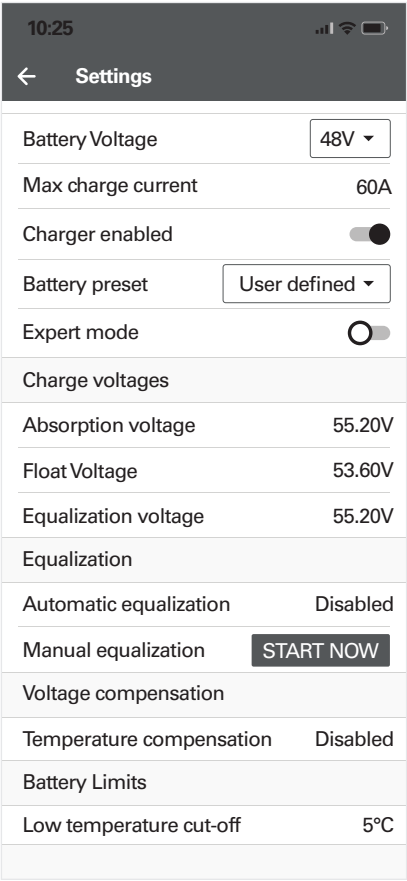 10:25
Settings
Battery Voltage 48V
Max charge current 60A
Charger enabled
Battery preset User defined
Expert mode
Charge voltages
Absorption voltage 55.20V
Float Voltage 53.60V
Equalization voltage 55.20V
Equalization
Automatic equalization Disabled
Manual equalization START NOW
Voltage compensation
Temperature compensation Disabled
Battery Limits
Low temperature cut-off 5°C